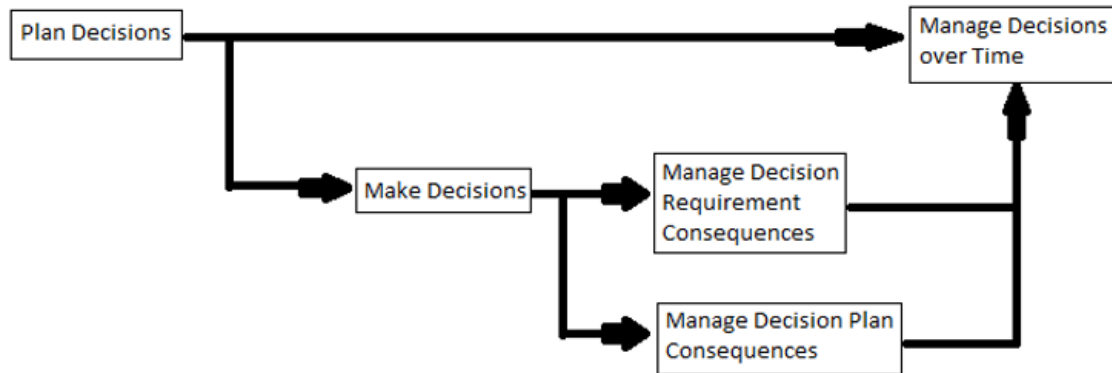 Plan Decisions
Manage Decisions
over Time
Make Decisions
Manage Decision
Requirement
Consequences
Manage Decision Plan
Consequences